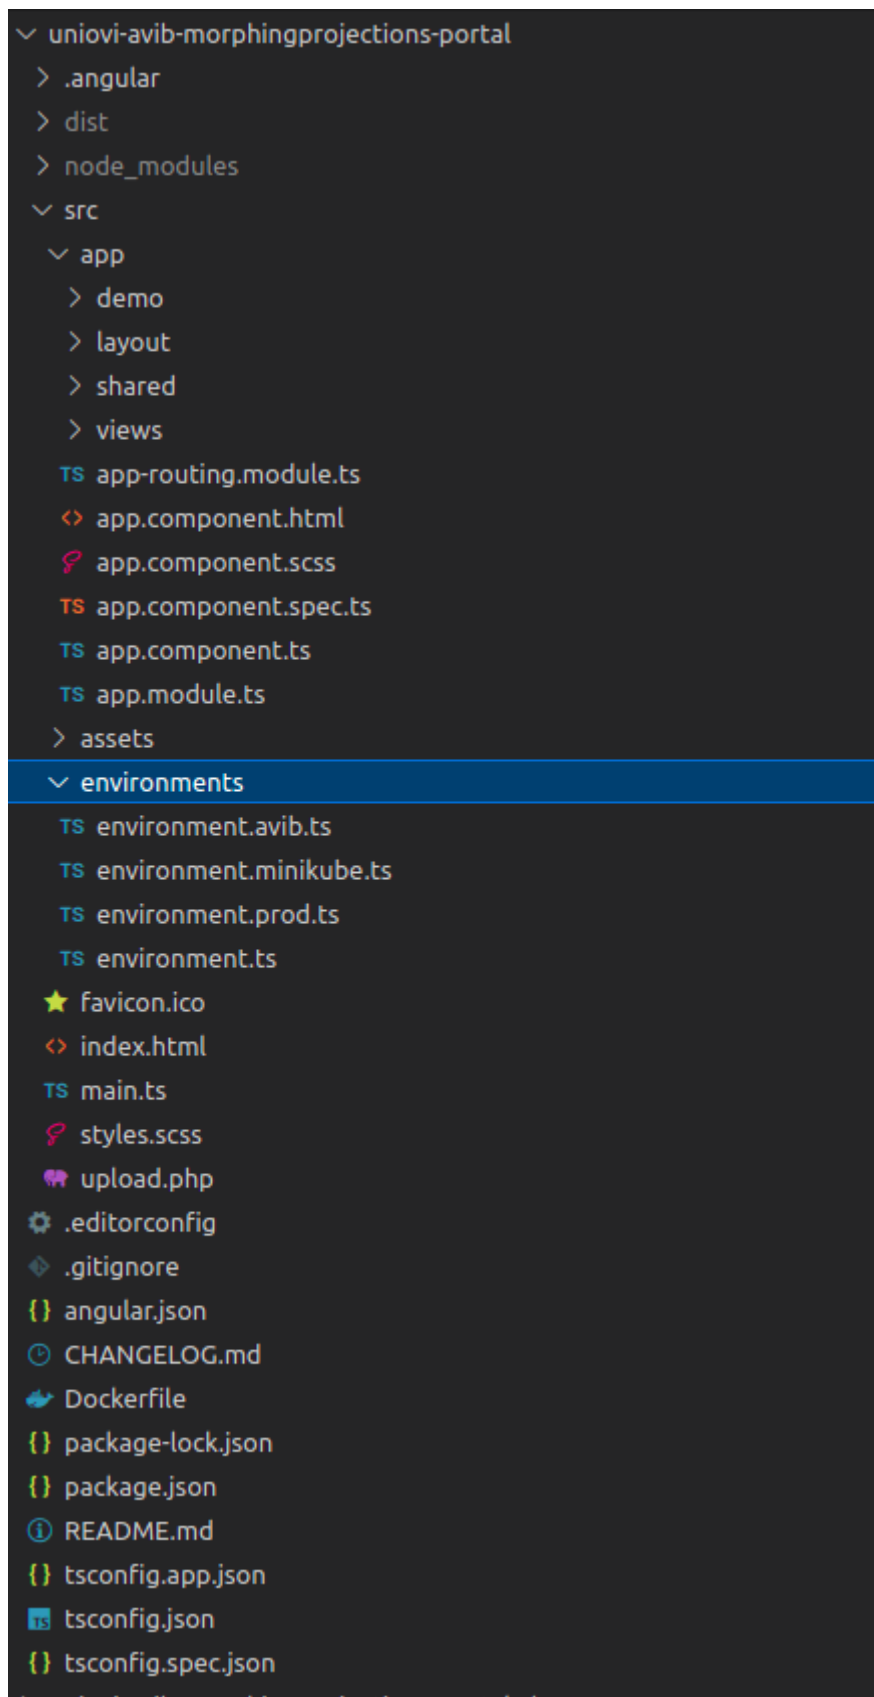 uniovi-avib-morphingprojections-portal
.angular
dist
node_modules
src
app
demo
layout
shared
views
TS app-routing.module.ts
<> app.component.html
app.component.scss
TS app.component.spec.ts
TS app.component.ts
TS app.module.ts
assets
environments
TS environment.avib.ts
TS environment.minikube.ts
TS environment.prod.ts
TS environment.ts
favicon.ico
<> index.html
TS main.ts
styles.scss
upload.php
.editorconfig
.gitignore
{} angular.json
CHANGELOG.md
Dockerfile
{} package-lock.json
{} package.json
README.md
{} tsconfig.app.json
TS tsconfig.json
{} tsconfig.spec.json